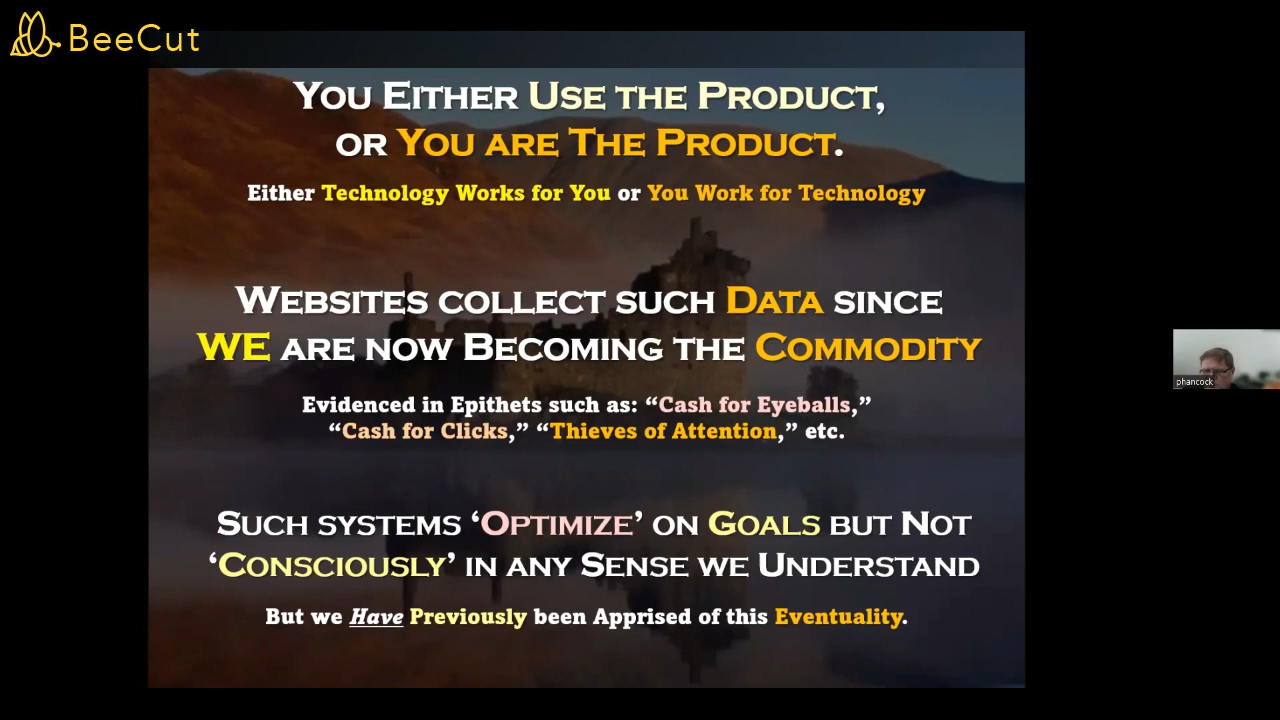 BeeCut
You Either Use the Product,
or You are The Product.
Either Technology Works for You or You Work for Technology
Websites collect such Data since
WE are now Becoming the Commodity
Evidenced in Epithets such as: “Cash for Eyeballs,”
“Cash for Clicks,” “Thieves of Attention,” etc.
Such systems ‘Optimize’ on Goals but Not
‘Consciously’ in any Sense we Understand
But we Have Previously been Apprised of this Eventuality.
phancock